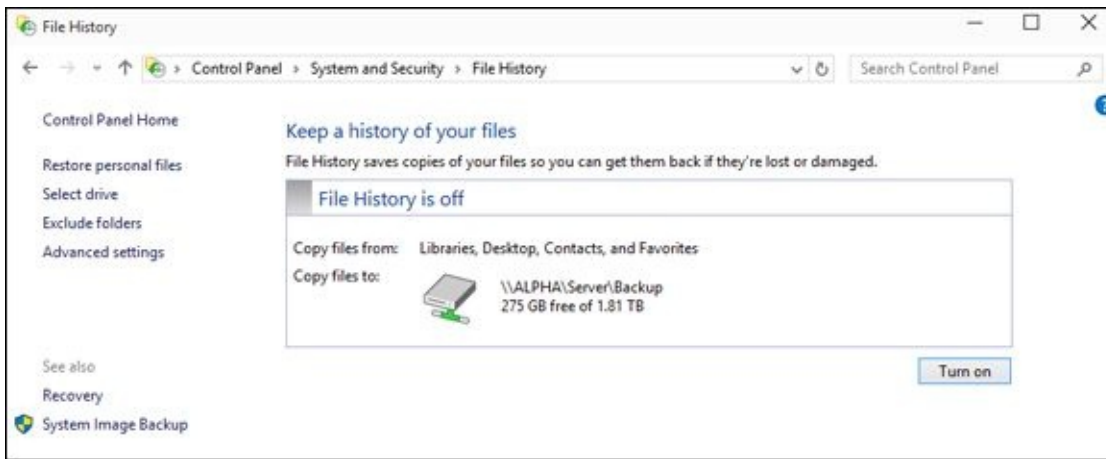 File History
Control Panel > System and Security > File History
Search Control Panel
Control Panel Home
Restore personal files
Select drive
Exclude folders
Advanced settings
Keep a history of your files
File History saves copies of your files so you can get them back if they're lost or damaged.
File History is off
Copy files from: Libraries, Desktop, Contacts, and Favorites
Copy files to: \\ALPHA\Server\Backup
275 GB free of 1.81 TB
Turn on
See also
Recovery
System Image Backup